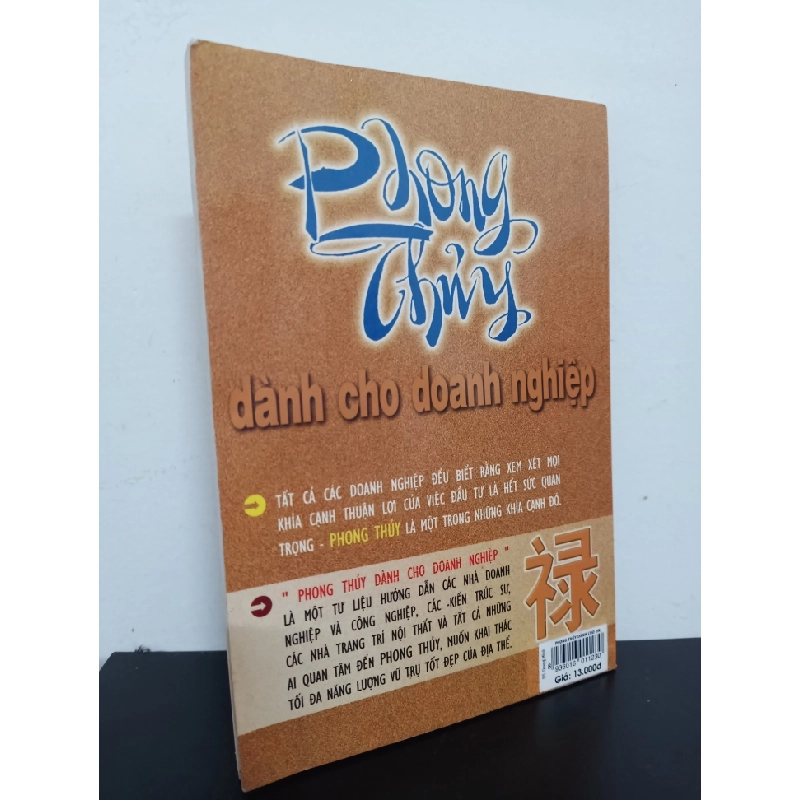 Phong
Thủy
dành cho doanh nghiệp
TẤT CẢ CÁC DOANH NGHIỆP ĐỀU BIẾT RẰNG XEM XÉT MỌI
KHÍA CẠNH THUẬN LỢI CỦA VIỆC ĐẦU TƯ LÀ HẾT SỨC QUAN
TRỌNG - PHONG THỦY LÀ MỘT TRONG NHỮNG KHÍA CẠNH ĐÓ.
" PHONG THỦY DÀNH CHO DOANH NGHIỆP "
LÀ MỘT TƯ LIỆU HƯỚNG DẪN CÁC NHÀ DOANH
NGHIỆP VÀ CÔNG NGHIỆP, CÁC KIẾN TRÚC SƯ,
CÁC NHÀ TRANG TRÍ NỘI THẤT VÀ TẤT CẢ NHỮNG
AI QUAN TÂM ĐẾN PHONG THỦY, MUỐN KHAI THÁC
TỐI ĐA NĂNG LƯỢNG VŨ TRỤ TỐT ĐẸP CỦA ĐỊA THẾ.
禄
Giá: 13.000đ